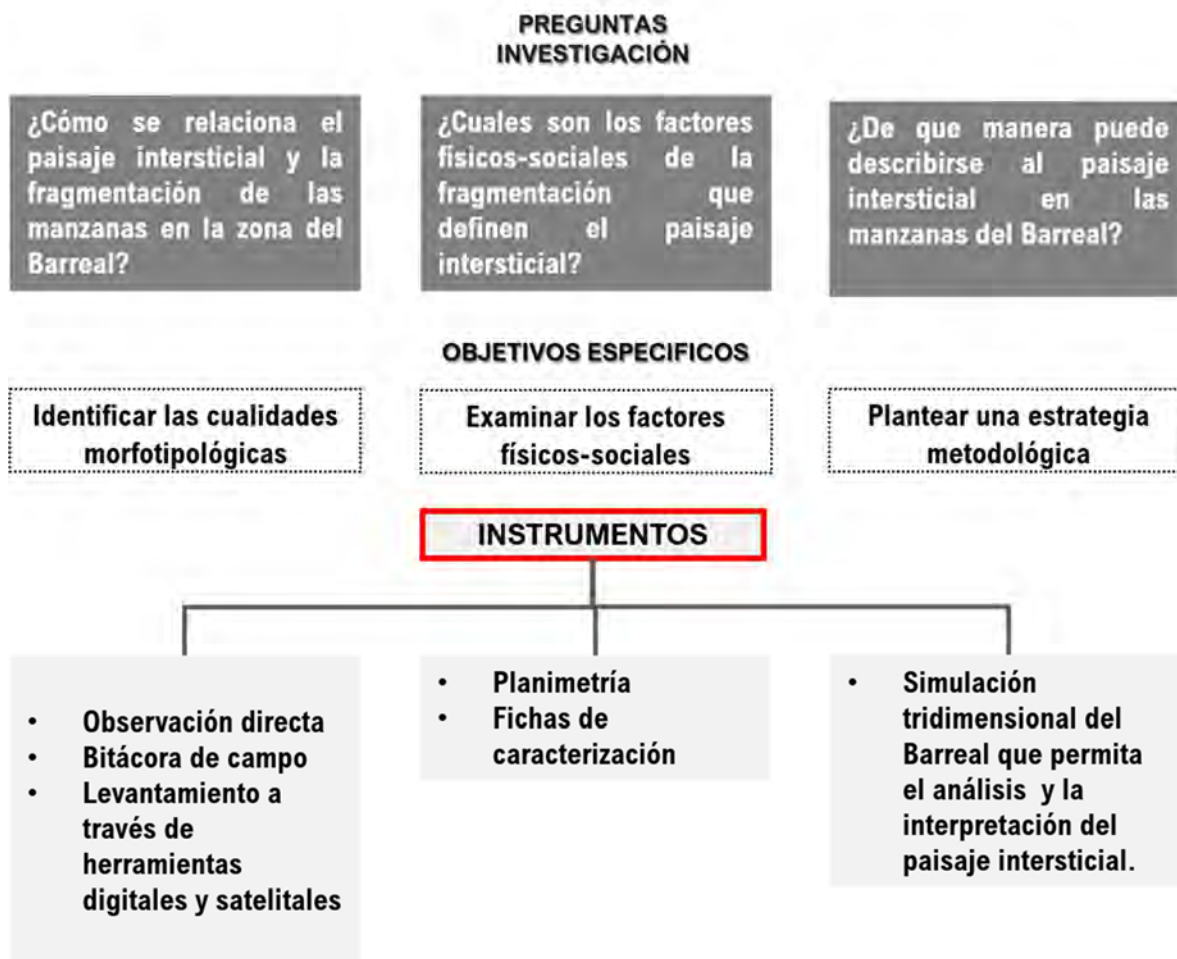 PREGUNTAS
INVESTIGACIÓN
¿Cómo se relaciona el
paisaje intersticial y la
fragmentación de las
manzanas en la zona del
Barreal?
¿Cuales son los factores
físicos-sociales de la
fragmentación que
definen el paisaje
intersticial?
¿De que manera puede
describirse al paisaje
intersticial en las
manzanas del Barreal?
OBJETIVOS ESPECIFICOS
Identificar las cualidades
morfotipológicas
Examinar los factores
físicos-sociales
Plantear una estrategia
metodológica
INSTRUMENTOS
• Observación directa
• Bitácora de campo
• Levantamiento a
través de
herramientas
digitales y satelitales
• Planimetría
• Fichas de
caracterización
• Simulación
tridimensional del
Barreal que permita
el análisis y la
interpretación del
paisaje intersticial.